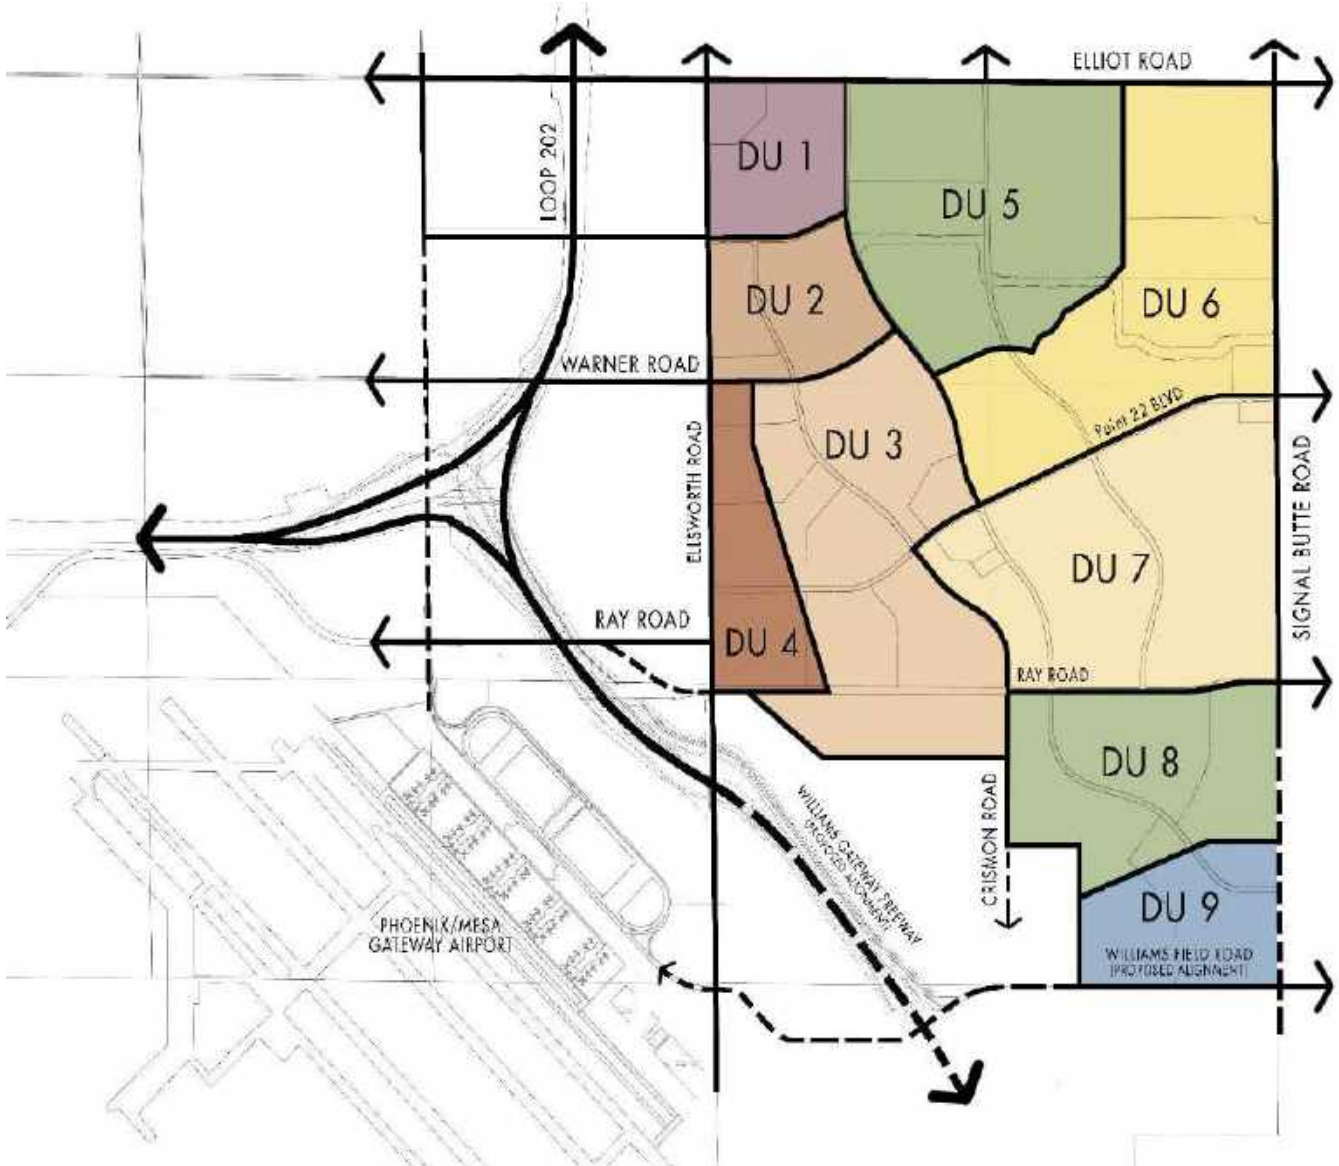 ELLIOT ROAD
LOOP 202
DU 1
DU 5
DU 2
DU 6
WARNER ROAD
Point 22 BLVD
DU 3
ELLSWORTH ROAD
SIGNAL BUTTE ROAD
DU 7
RAY ROAD
DU 4
RAY ROAD
DU 8
WILLIAMS GATEWAY FREEWAY
(PROPOSED ALIGNMENT)
CRISMON ROAD
DU 9
PHOENIX/MESA
GATEWAY AIRPORT
WILLIAMS FIELD ROAD
(PROPOSED ALIGNMENT)